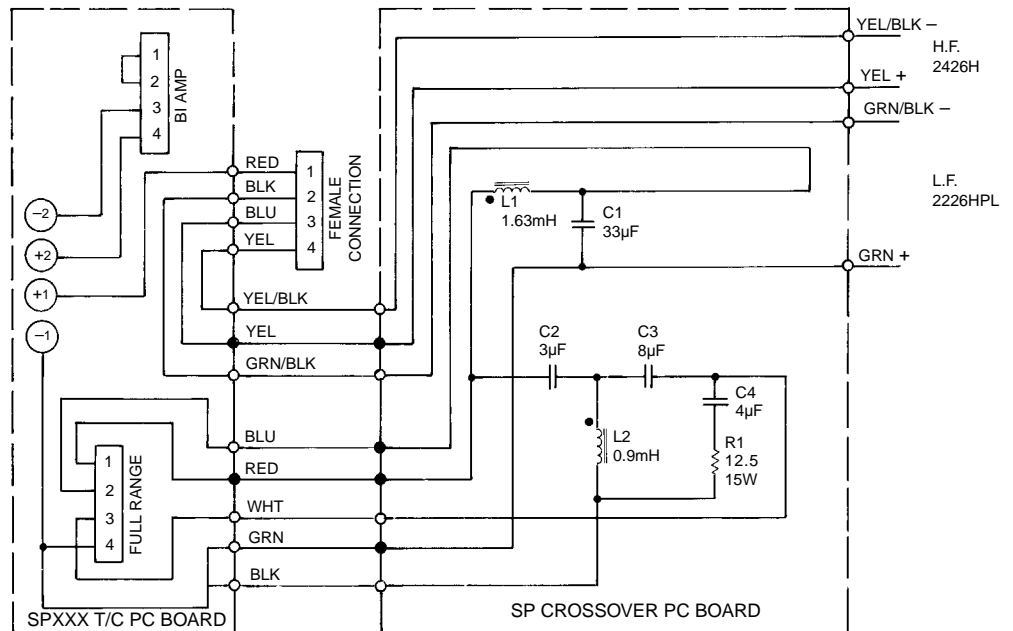 YEL/BLK –
H.F.
2426H
YEL +
GRN/BLK –
L.F.
2226HPL
GRN +
1
2
3
4
BI AMP
–2
+2
+1
–1
RED
BLK
BLU
YEL
1
2
3
4
FEMALE
CONNECTION
YEL/BLK
YEL
GRN/BLK
BLU
RED
WHT
GRN
BLK
1
2
3
4
FULL RANGE
L1
1.63mH
C1
33µF
C2
3µF
C3
8µF
C4
4µF
L2
0.9mH
R1
12.5
15W
SPXXX T/C PC BOARD
SP CROSSOVER PC BOARD